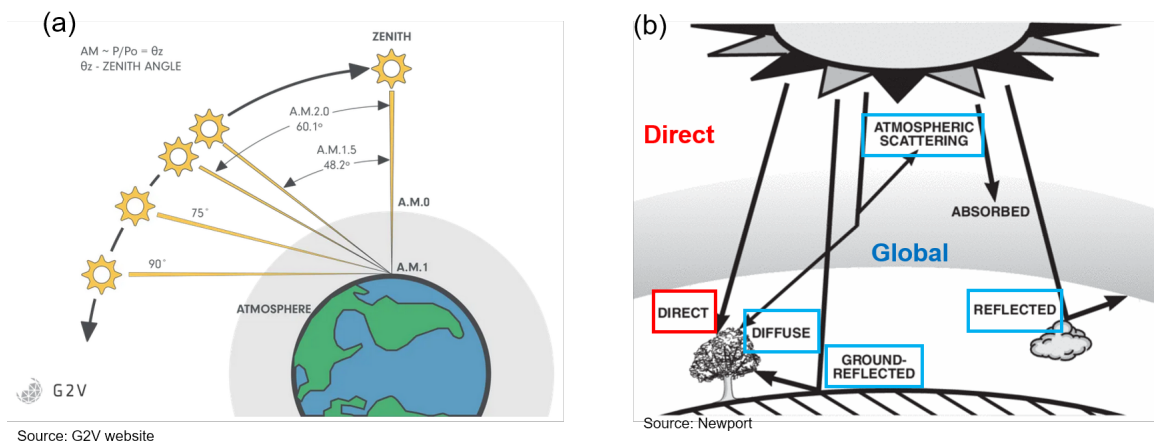 (a)
AM ~ P/Po = θz
θz - ZENITH ANGLE
ZENITH
A.M.2.0
60.1°
A.M.1.5
48.2°
75°
A.M.0
90°
A.M.1
ATMOSPHERE
G2V
Source: G2V website
(b)
Direct
ATMOSPHERIC
SCATTERING
ABSORBED
Global
DIRECT
DIFFUSE
REFLECTED
GROUND-
REFLECTED
Source: Newport